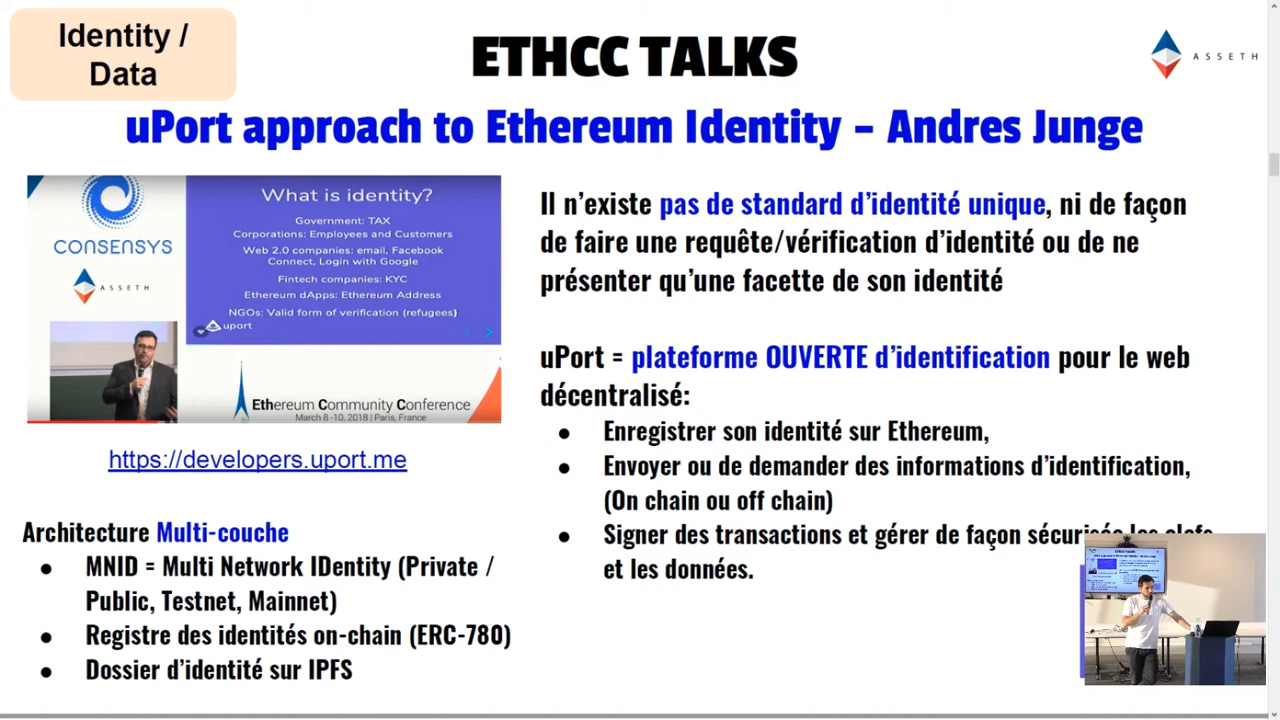 Identity /
Data
ETHCC TALKS
ASSETH
uPort approach to Ethereum Identity - Andres Junge
CONSENSYS
ASSETH
What is identity?
Government: TAX
Corporations: Employees and Customers
Web 2.0 companies: email, Facebook
Connect, Login with Google
Fintech companies: KYC
Ethereum dApps: Ethereum Address
NGOs: Valid form of verification (refugees)
uport
Ethereum Community Conference
March 8-10, 2018 | Paris, France
https://developers.uport.me
Architecture Multi-couche
● MNID = Multi Network IDentity (Private /
Public, Testnet, Mainnet)
● Registre des identités on-chain (ERC-780)
● Dossier d'identité sur IPFS
Il n'existe pas de standard d'identité unique, ni de façon
de faire une requête/vérification d'identité ou de ne
présenter qu'une facette de son identité
uPort = plateforme OUVERTE d'identification pour le web
décentralisé:
● Enregistrer son identité sur Ethereum,
● Envoyer ou de demander des informations d'identification,
(On chain ou off chain)
● Signer des transactions et gérer de façon sécurisée les clefs
et les données.